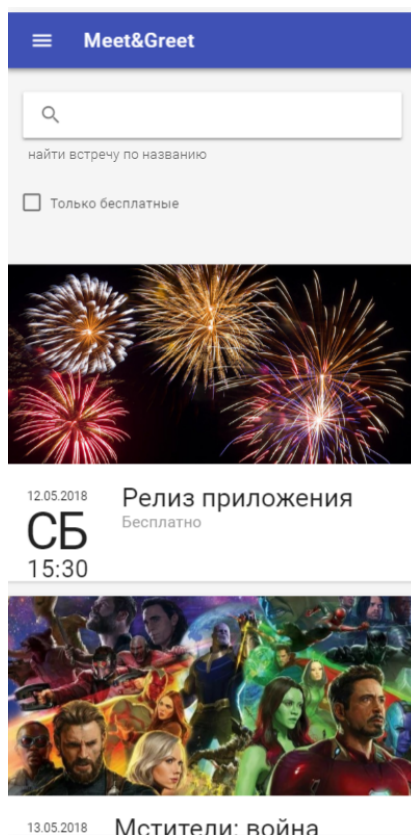 Meet&Greet
найти встречу по названию
Только бесплатные
12.05.2018
СБ
15:30
Релиз приложения
Бесплатно
13.05.2018
Мстители: война